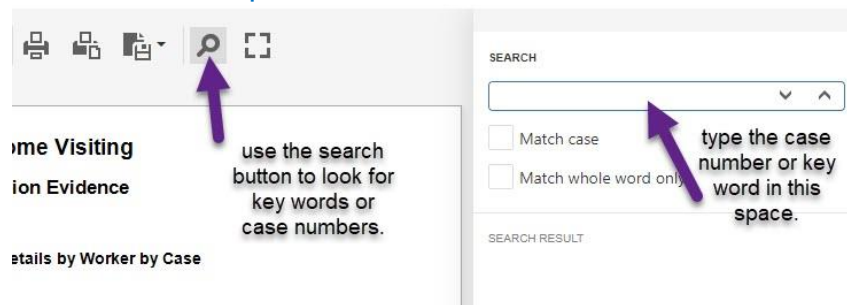 ome Visiting
ion Evidence
etails by Worker by Case
use the search
button to look for
key words or
case numbers.
SEARCH
Match case
Match whole word only
type the case
number or key
word in this
space.
SEARCH RESULT